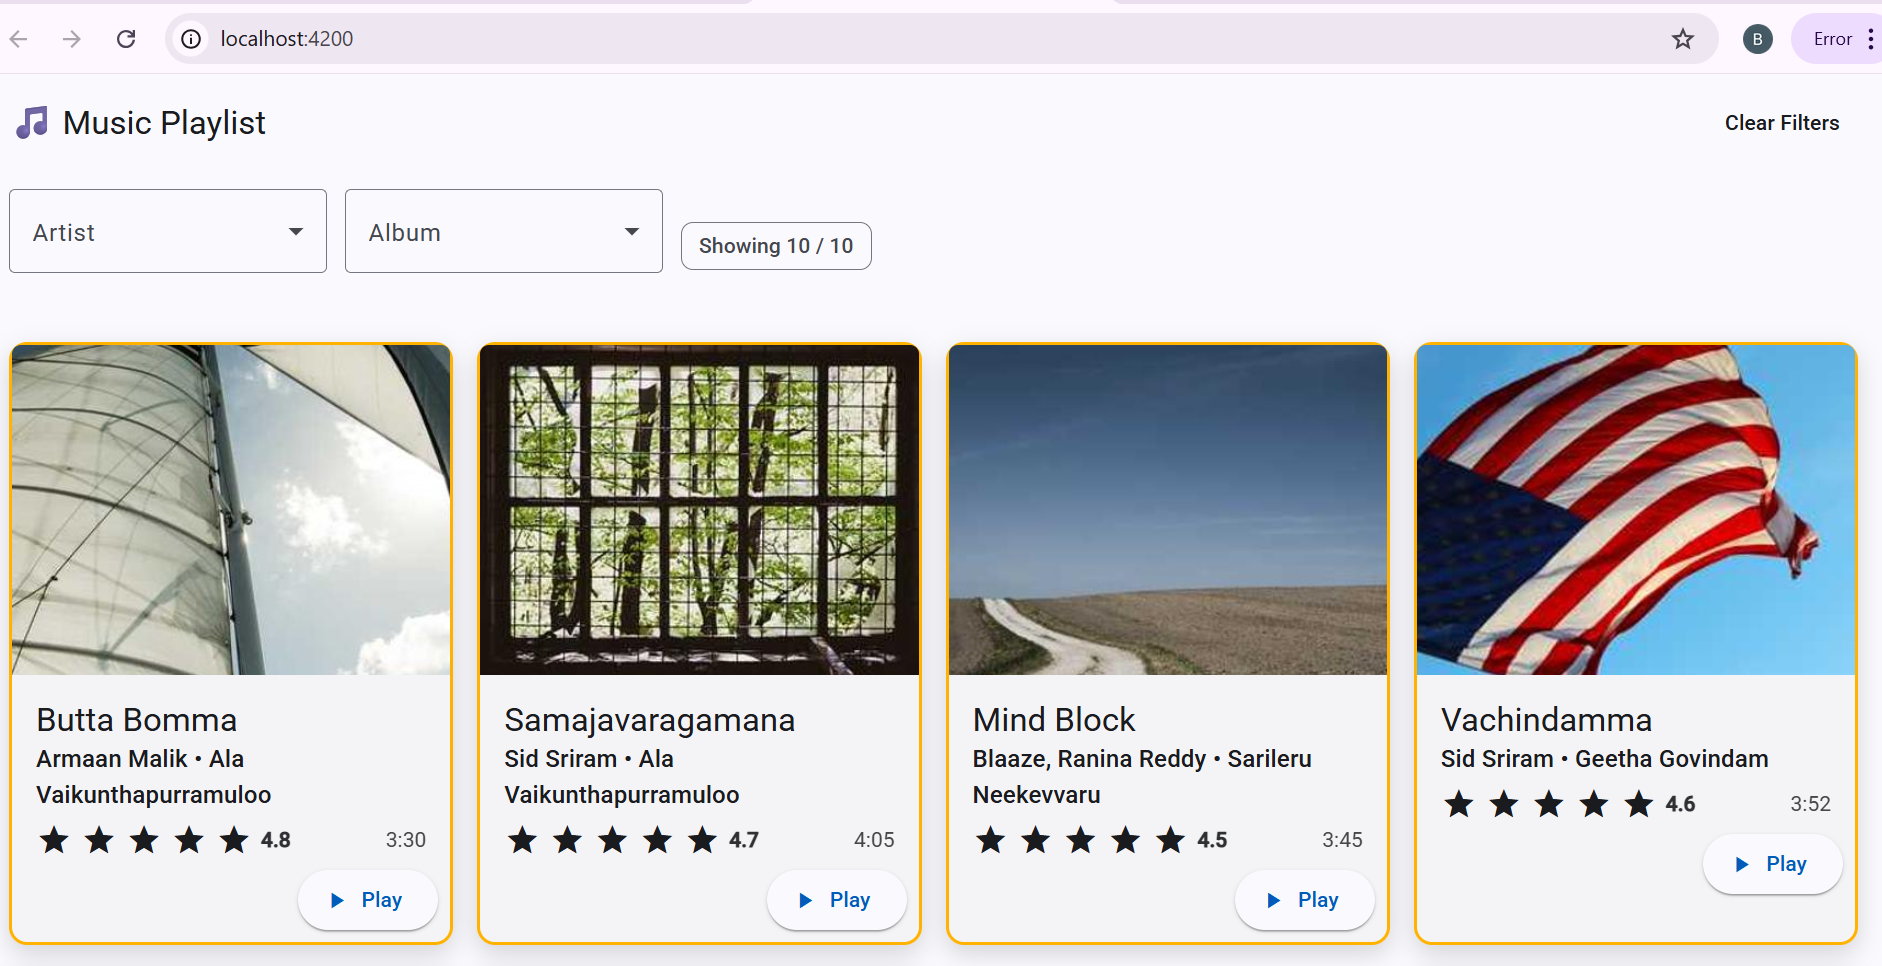 localhost:4200
B
Error
Music Playlist
Clear Filters
Artist
Album
Showing 10 / 10
Butta Bomma
Armaan Malik • Ala
Vaikunthapurramuloo
4.8
3:30
Play
Samajavaragamana
Sid Sriram • Ala
Vaikunthapurramuloo
4.7
4:05
Play
Mind Block
Blaaze, Ranina Reddy • Sarileru
Neekevvaru
4.5
3:45
Play
Vachindamma
Sid Sriram • Geetha Govindam
4.6
3:52
Play